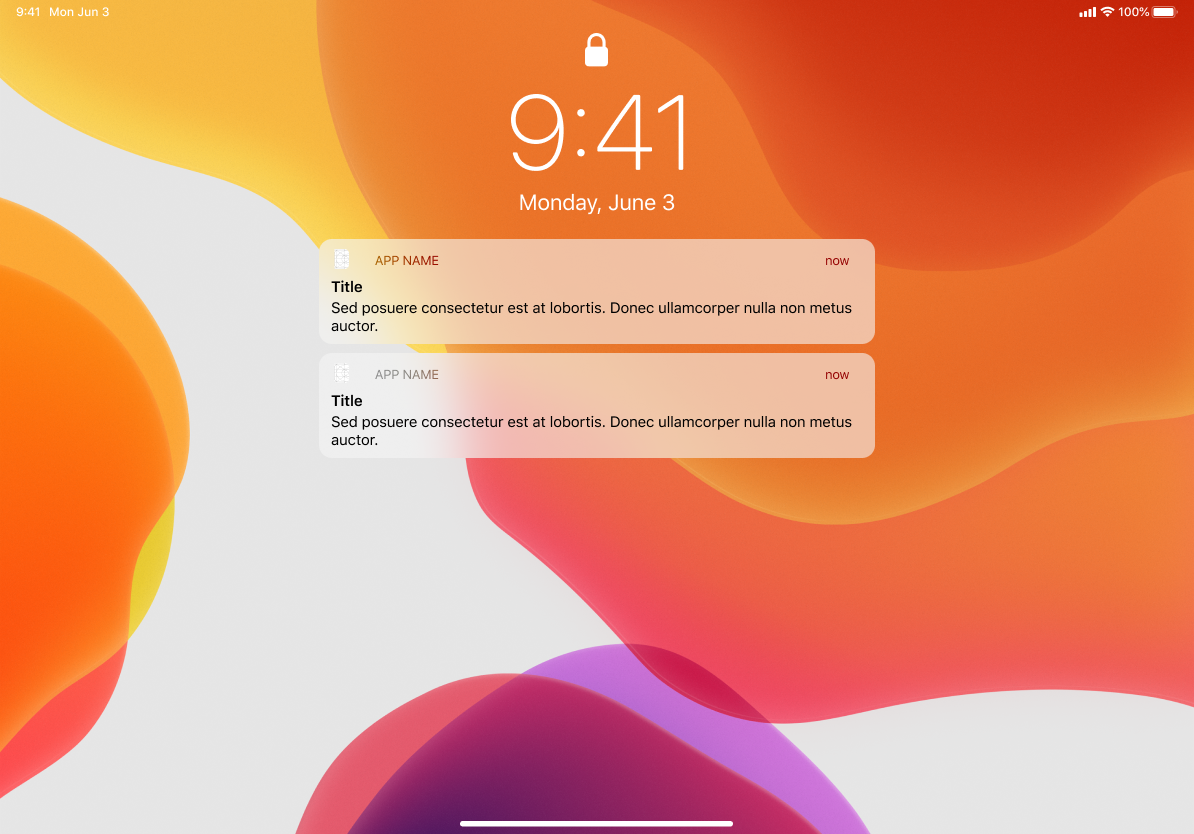 9:41 Mon Jun 3 100%
9:41
Monday, June 3
APP NAME now
Title
Sed posuere consectetur est at lobortis. Donec ullamcorper nulla non metus
auctor.
APP NAME now
Title
Sed posuere consectetur est at lobortis. Donec ullamcorper nulla non metus
auctor.